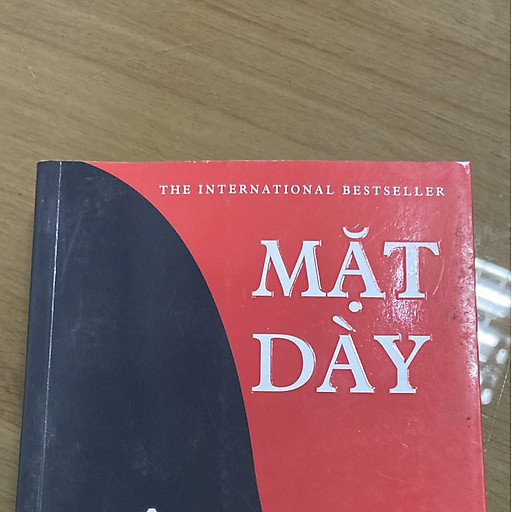 THE INTERNATIONAL BESTSELLER
MẶT
DÀY